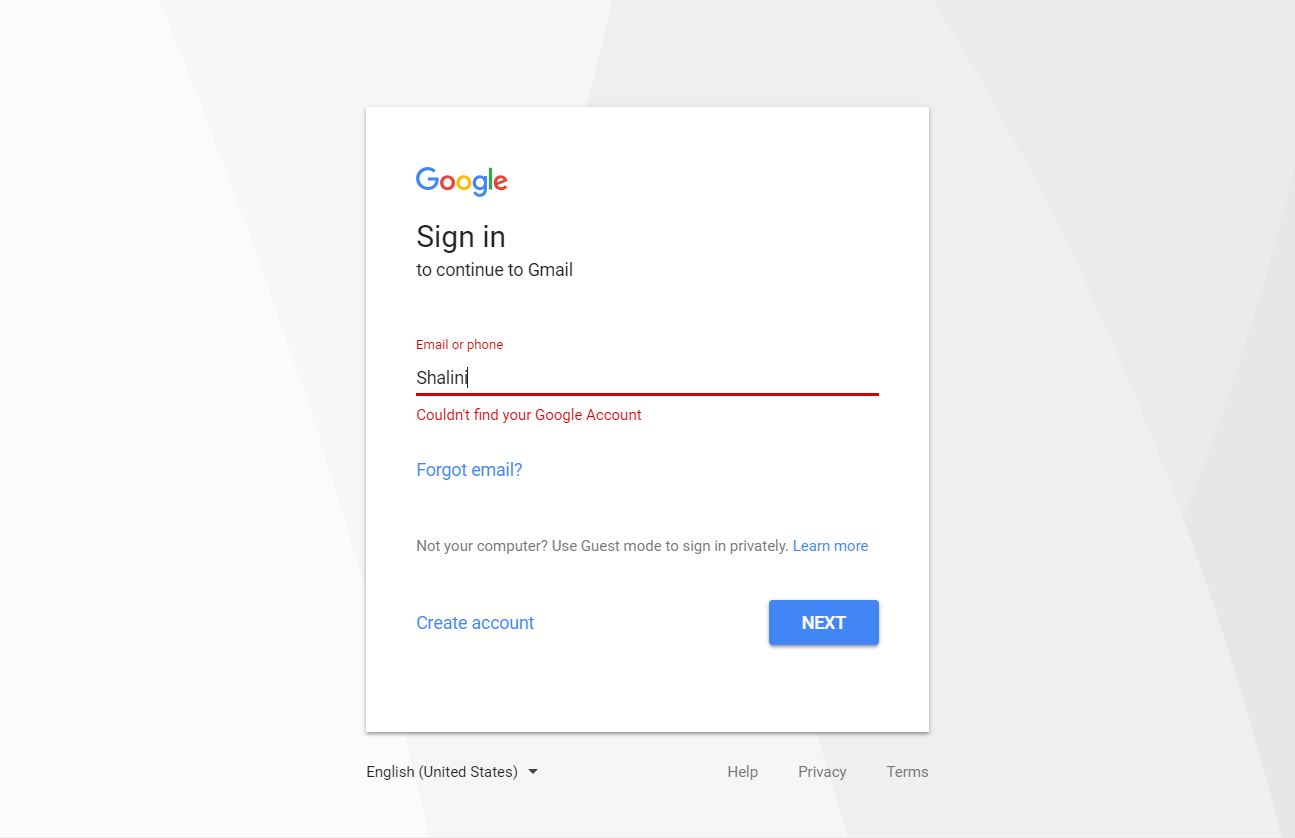 Google
Sign in
to continue to Gmail
Email or phone
Shalini
Couldn't find your Google Account
Forgot email?
Not your computer? Use Guest mode to sign in privately. Learn more
Create account
NEXT
English (United States)
Help
Privacy
Terms